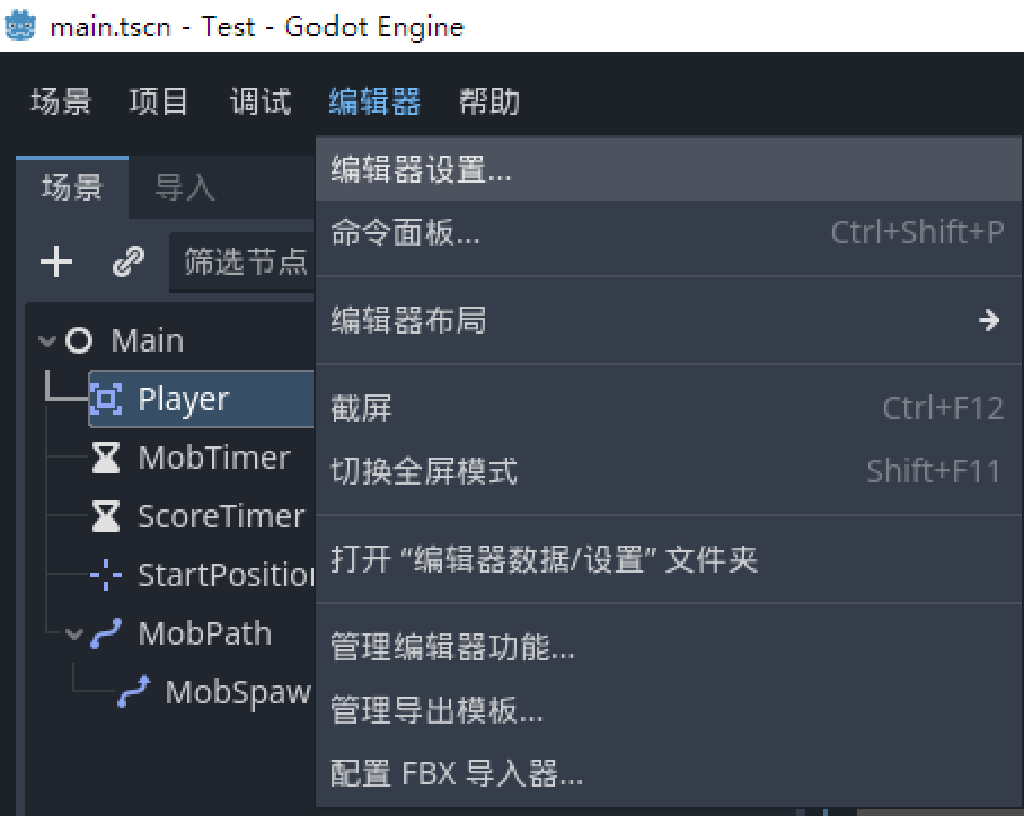 main.tscn - Test - Godot Engine
场景 项目 调试 编辑器 帮助
场景 导入
筛选节点
Main
Player
MobTimer
ScoreTimer
StartPosition
MobPath
MobSpaw
编辑器设置...
命令面板... Ctrl+Shift+P
编辑器布局
截屏 Ctrl+F12
切换全屏模式 Shift+F11
打开 “编辑器数据/设置” 文件夹
管理编辑器功能...
管理导出模板...
配置 FBX 导入器...